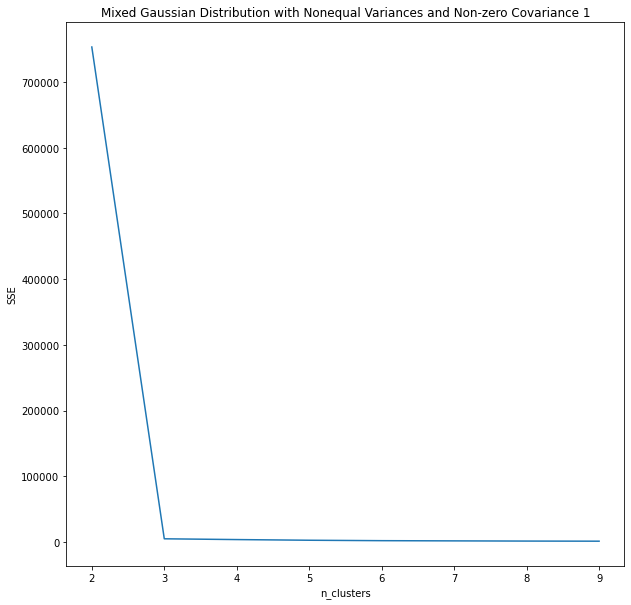 Mixed Gaussian Distribution with Nonequal Variances and Non-zero Covariance 1
700000
600000
500000
400000
300000
200000
100000
0
SSE
2 3 4 5 6 7 8 9
n_clusters